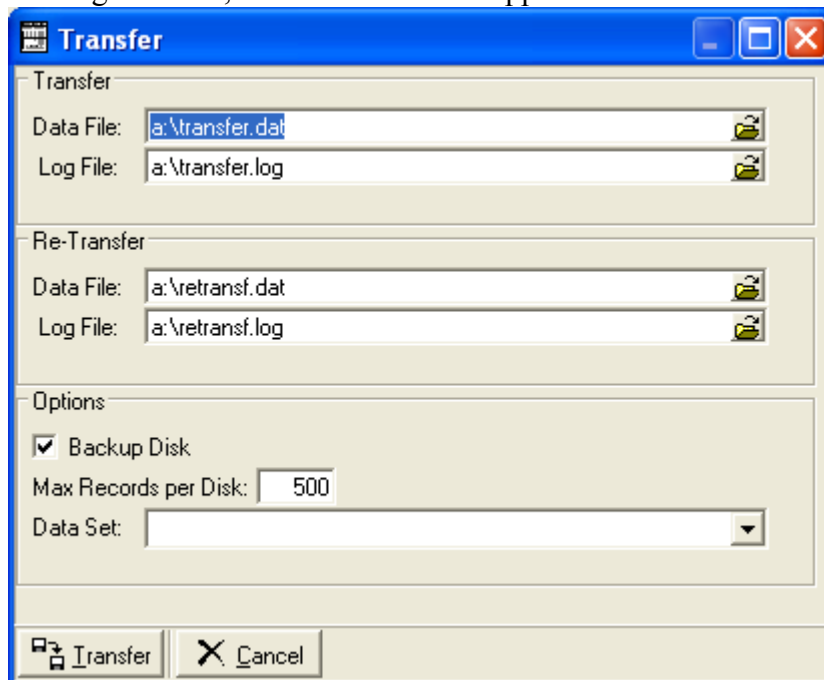 Transfer
Transfer
Data File: a:\transfer.dat
Log File: a:\transfer.log
Re-Transfer
Data File: a:\retransf.dat
Log File: a:\retransf.log
Options
Backup Disk
Max Records per Disk: 500
Data Set:
Transfer Cancel